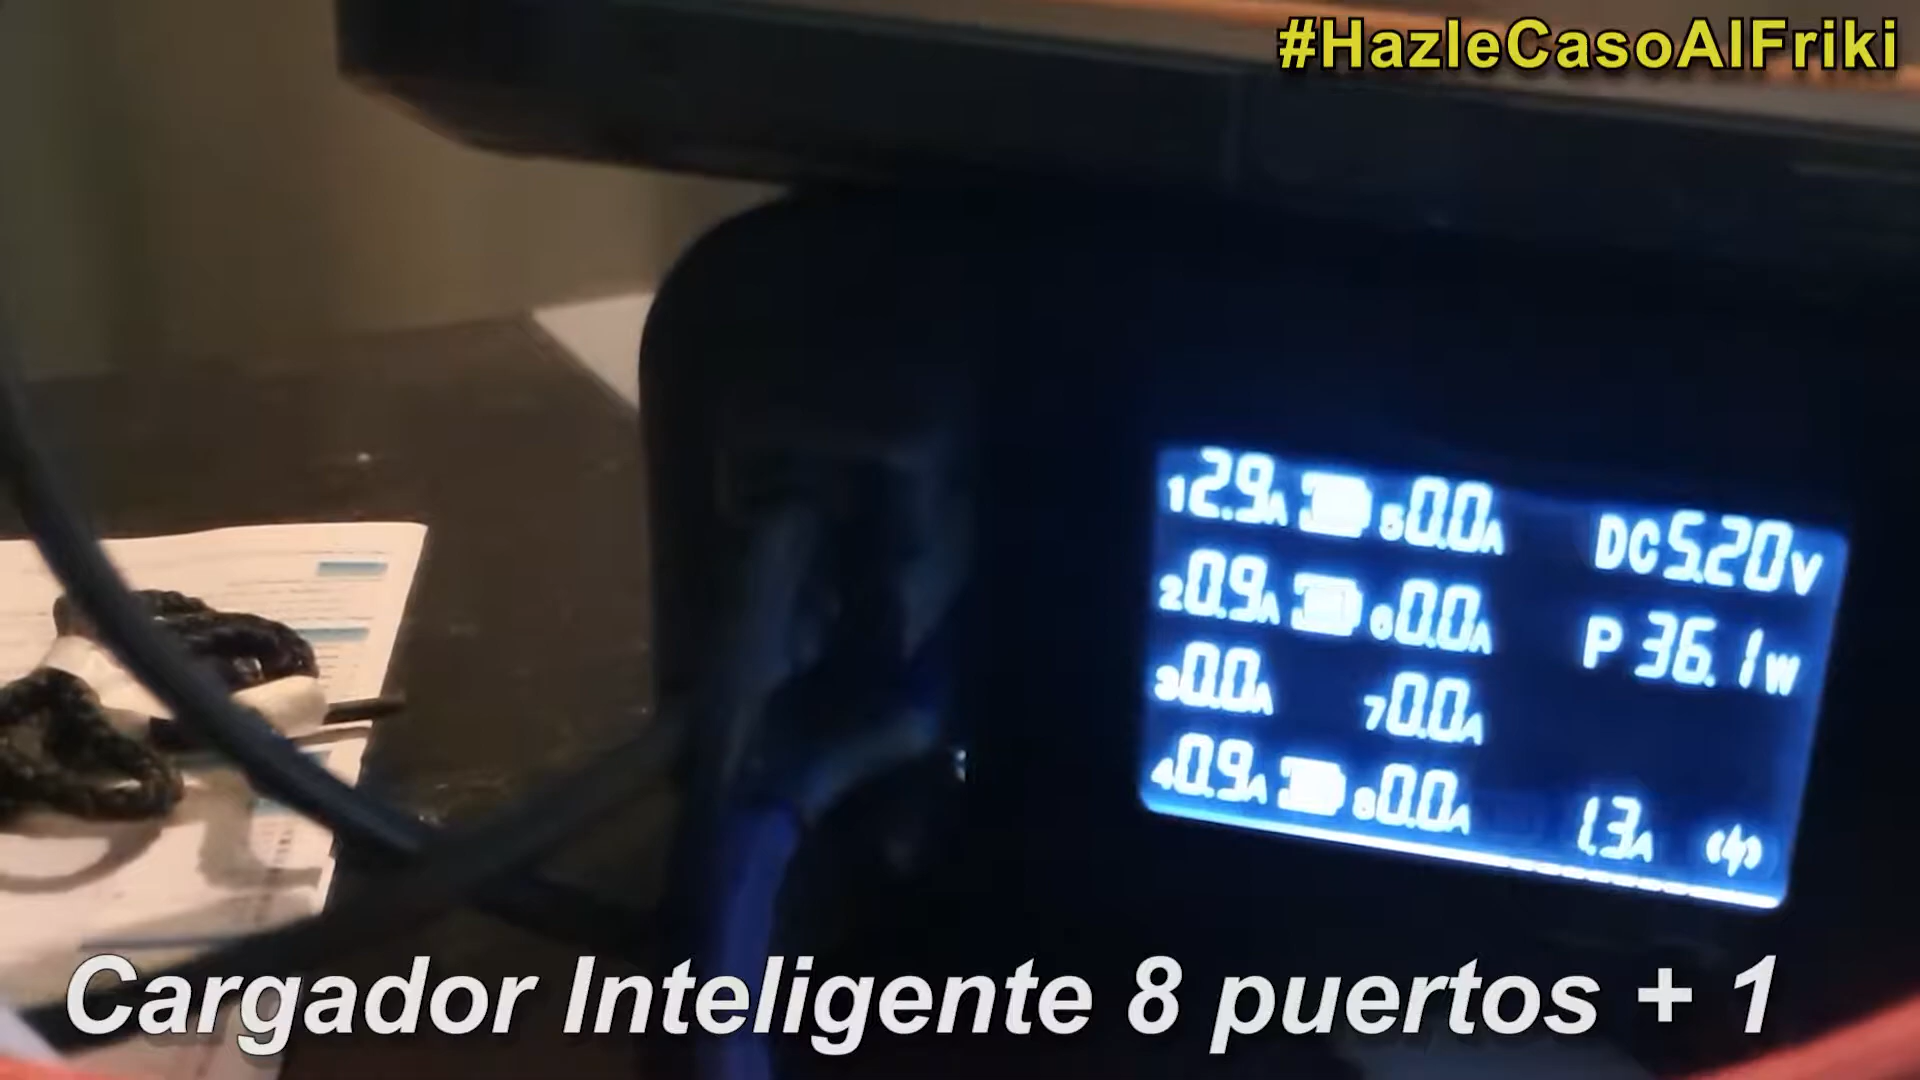 #HazleCasoAlFriki
1 2.9A 5 0.0A DC 5.20V
2 0.9A 6 0.0A P 36.1W
3 0.0A 7 0.0A
4 0.9A 8 0.0A 1.3A
Cargador Inteligente 8 puertos + 1